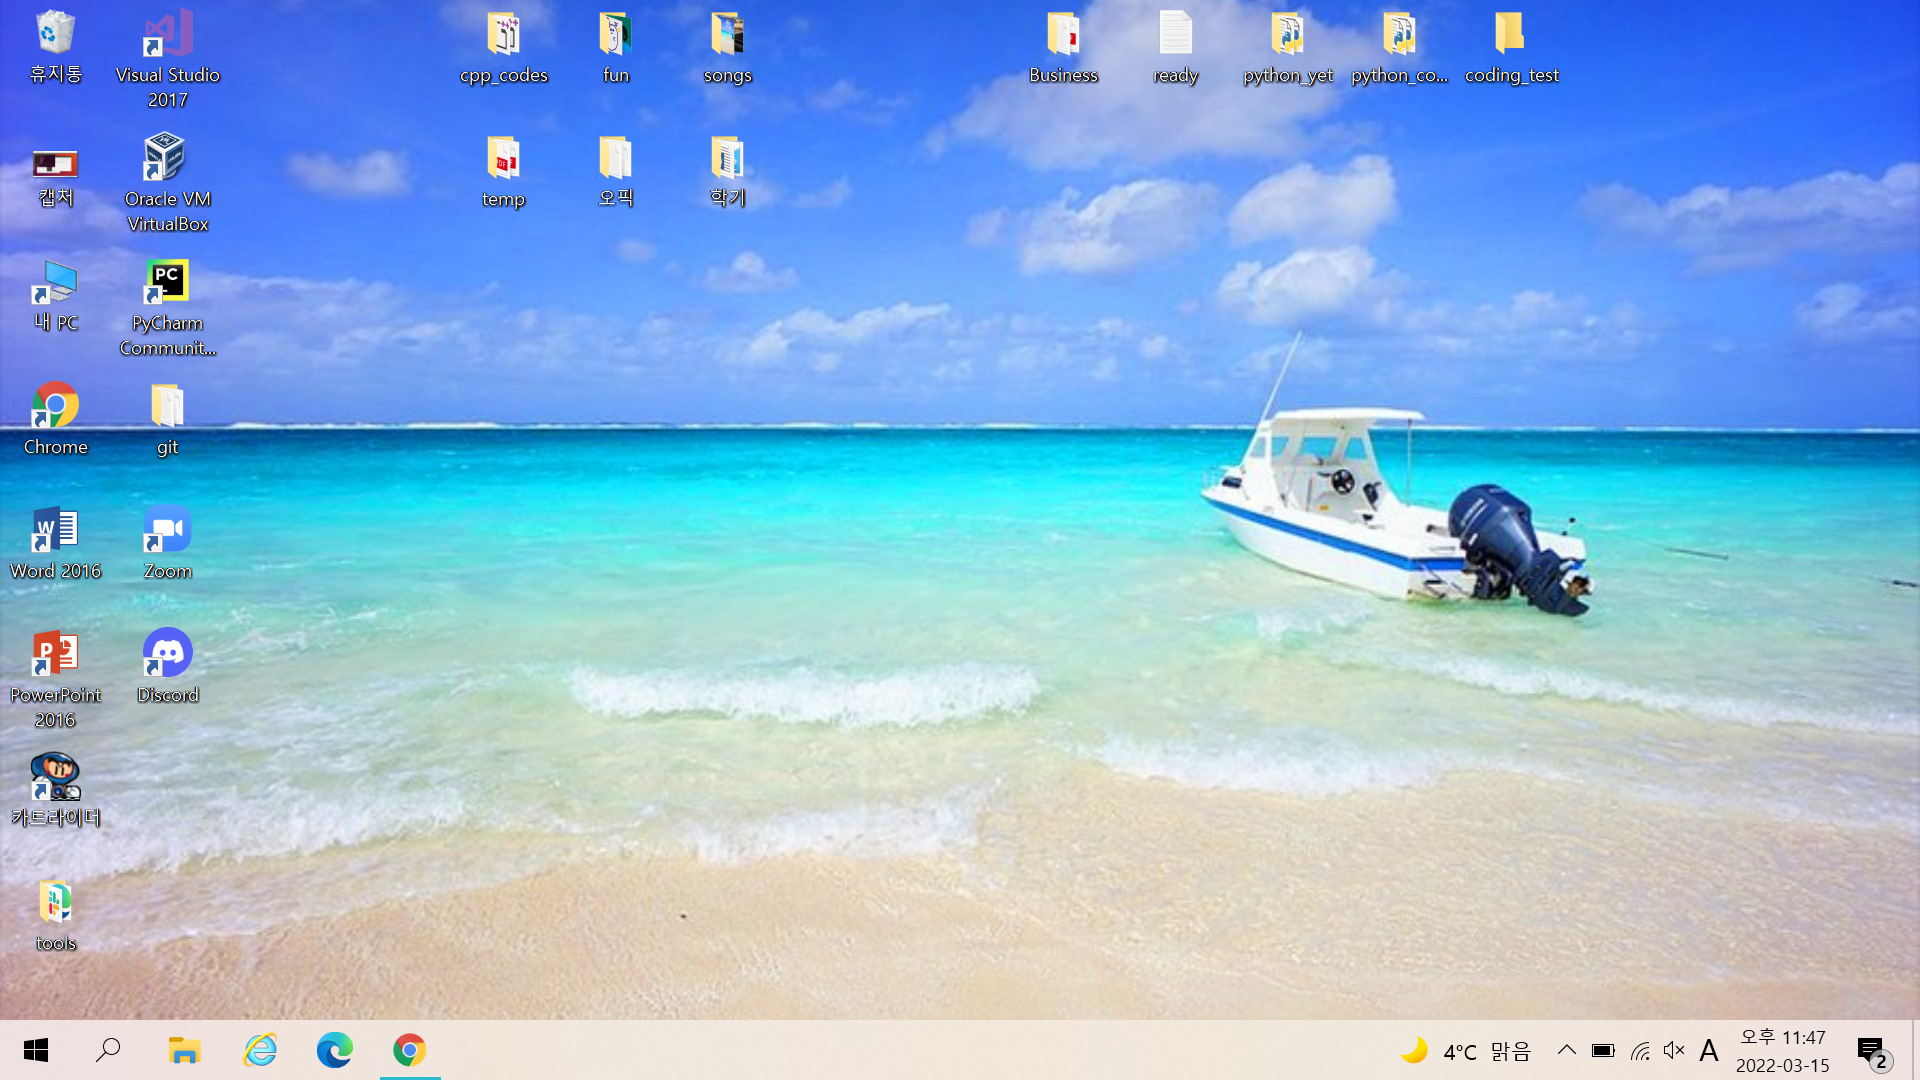 휴지통
Visual Studio
2017
cpp_codes
fun
songs
Business
ready
python_yet
python_co...
coding_test
캡처
Oracle VM
VirtualBox
temp
오픽
학기
내 PC
PC
PyCharm
Communit...
Chrome
git
W
Word 2016
Zoom
P
PowerPoint
2016
Discord
카트라이더
tools
4°C 맑음
A
오후 11:47
2022-03-15
2